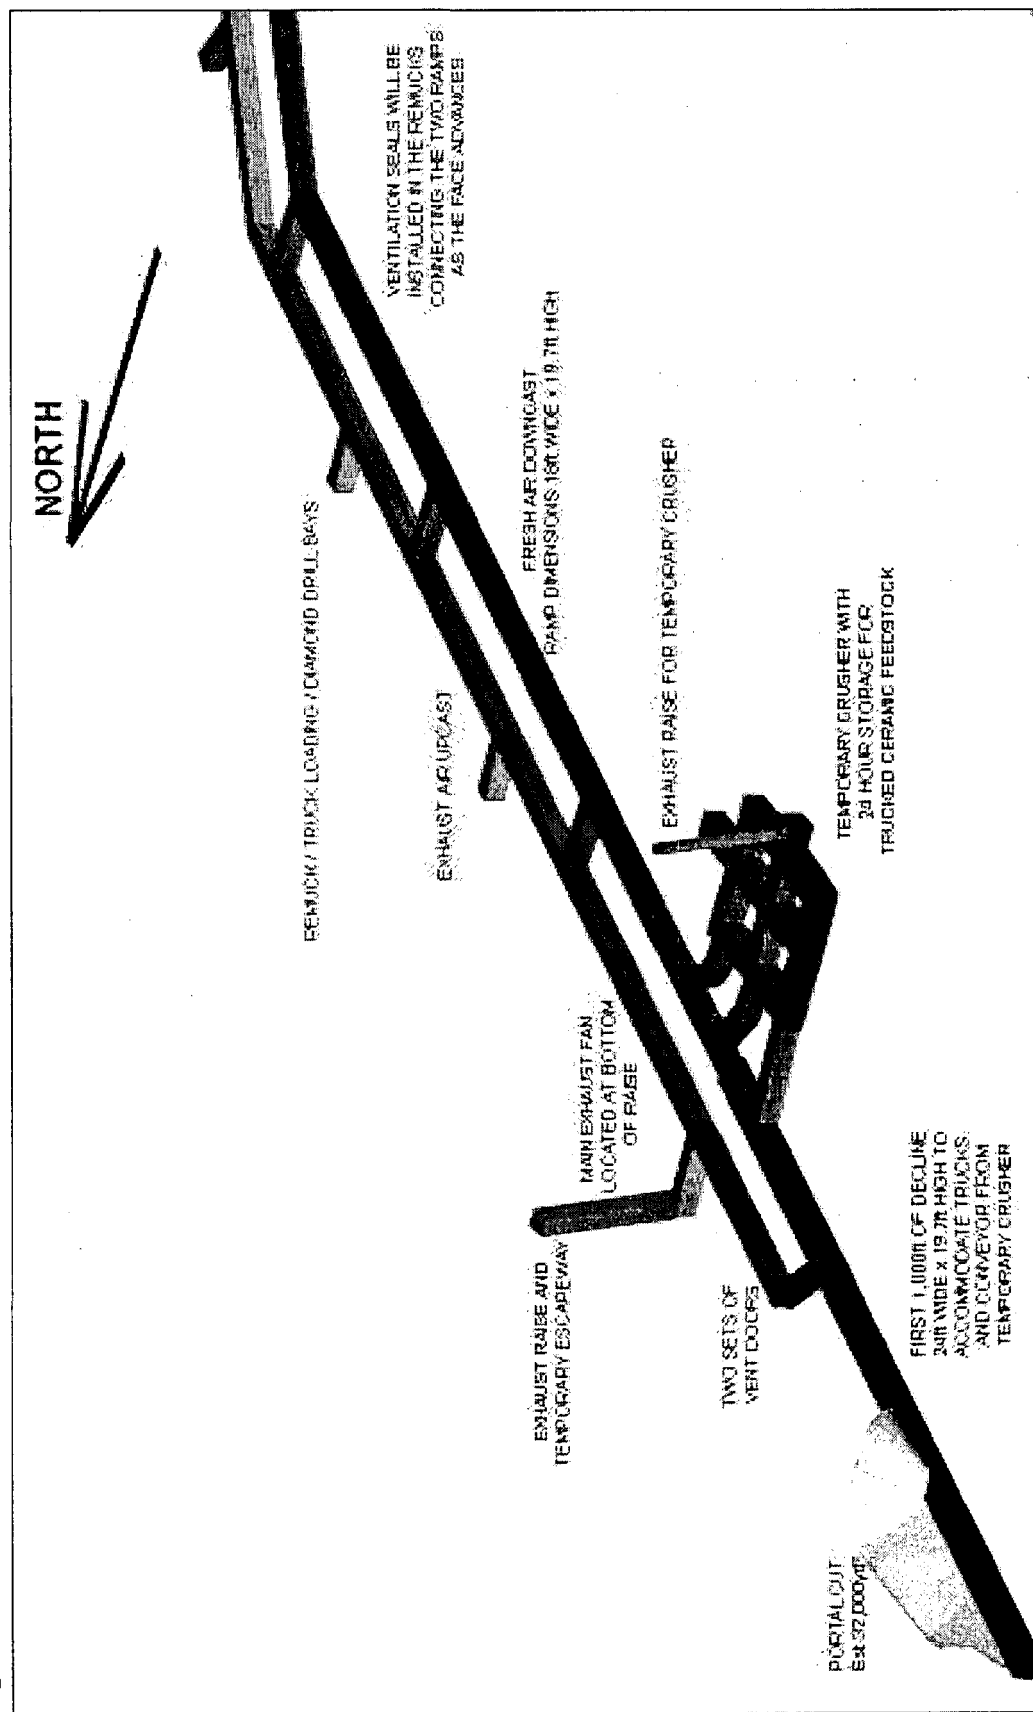 NORTH
VENTILATION SEALS WILL BE
INSTALLED IN THE REMUCKS
CONNECTING THE TWO RAMPS
AS THE FACE ADVANCES
REMUCK / TRUCK LOADING / DIAMOND DRILL BAYS
FRESH AIR DOWNCAST
RAMP DIMENSIONS 18ft WIDE x 19.7ft HIGH
EXHAUST AIR UPCAST
EXHAUST RAISE FOR TEMPORARY CRUSHER
TEMPORARY CRUSHER WITH
24 HOUR STORAGE FOR
TRUCKED CERAMIC FEEDSTOCK
MAIN EXHAUST FAN
LOCATED AT BOTTOM
OF RAISE
EXHAUST RAISE AND
TEMPORARY ESCAPEWAY
TWO SETS OF
VENT DOORS
FIRST 1,000ft OF DECLINE
24ft WIDE x 19.7ft HIGH TO
ACCOMMODATE TRUCKS
AND CONVEYOR FROM
TEMPORARY CRUSHER
PORTAL CUT
Est 37,000yd³